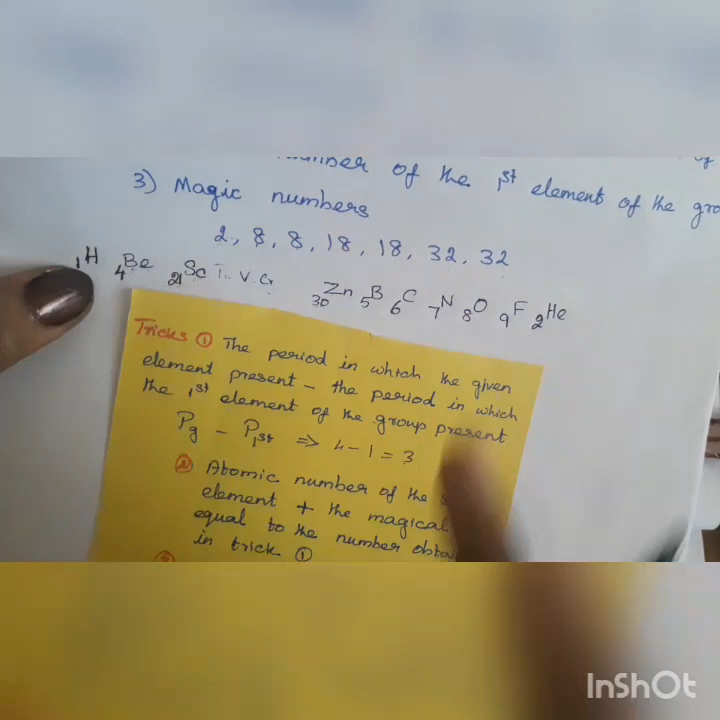 of the 1st element of the gro
3) Magic numbers
2, 8, 8, 18, 18, 32, 32
1H 4Be 21Sc Ti V. Cr 30Zn 5B 6C 7N 8O 9F 2He
Tricks ① The period in which the given
element present - the period in which
the 1st element of the group present
Pg - P1st ⇒ 4 - 1 = 3
② Atomic number of the
element + the magical
equal to the number
in trick ①
InShOt